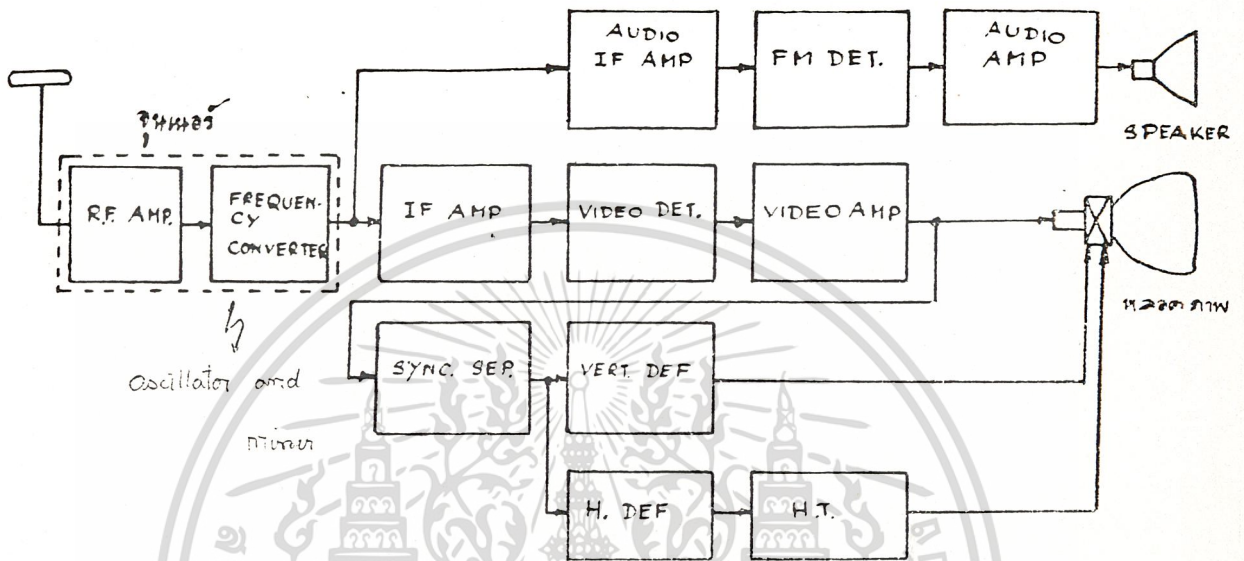 AUDIO
IF AMP
FM DET.
AUDIO
AMP
SPEAKER
จูนเนอร์
R.F. AMP.
FREQUEN-
CY
CONVERTER
IF AMP
VIDEO DET.
VIDEO AMP
หลอดภาพ
SYNC. SEP.
VERT. DEF
Oscillator and
H. DEF
H.T.